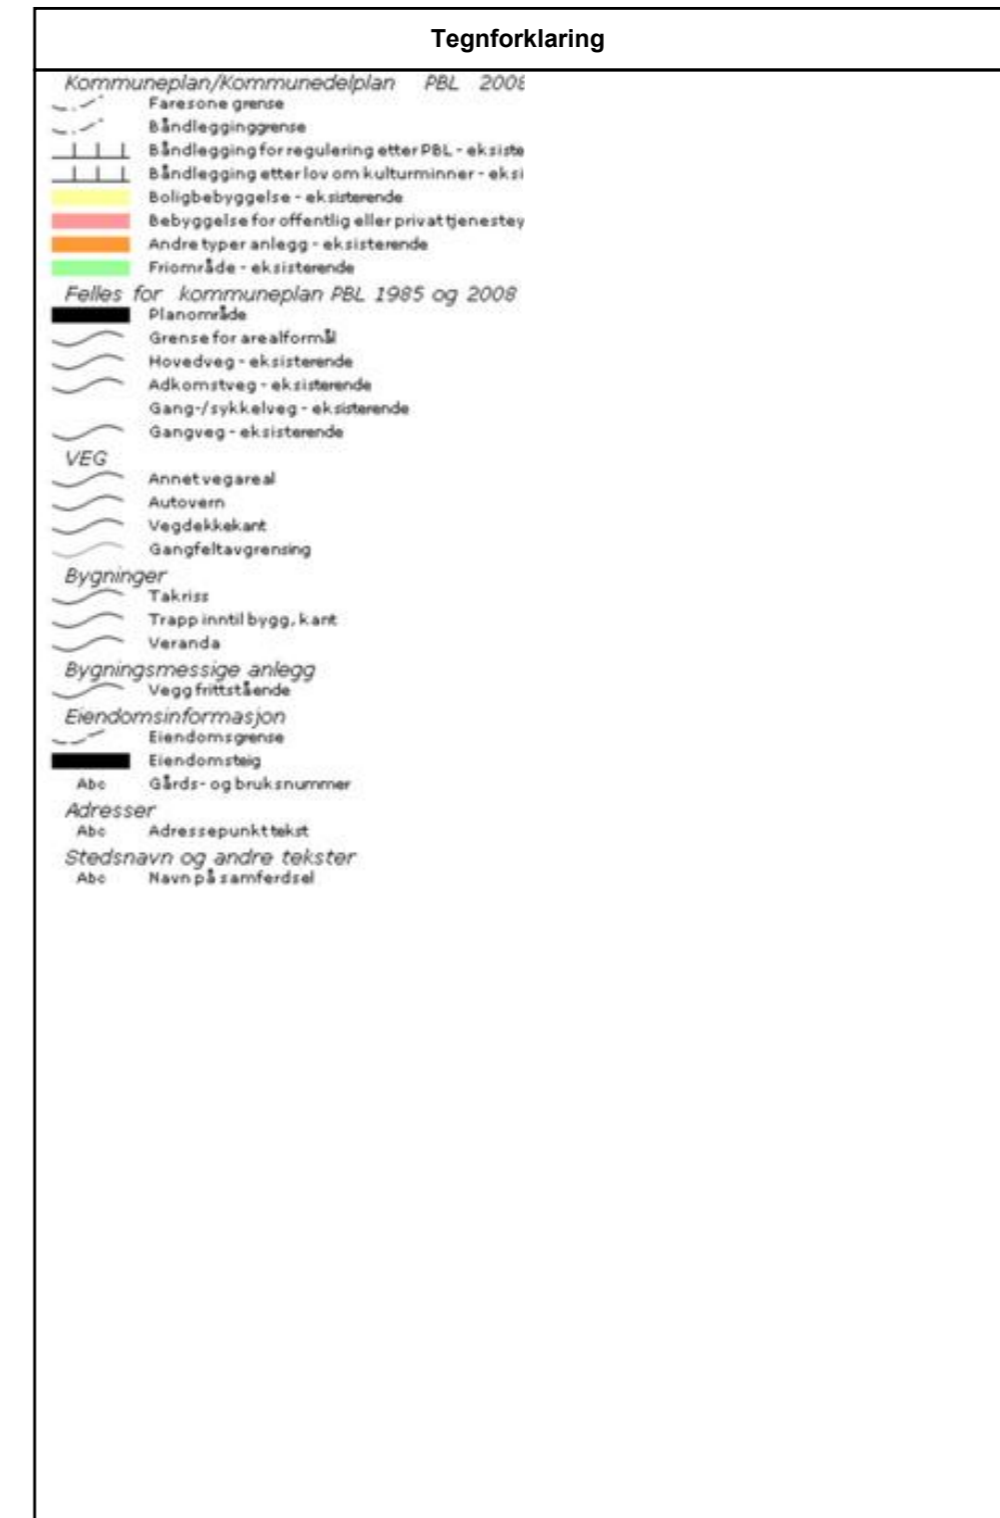 Tegnforklaring
Kommuneplan/Kommunedelplan PBL 2008
Faresone grense
Båndlegginggrense
Båndlegging for regulering etter PBL - eksiste
Båndlegging etter lov om kulturminner - eksi
Boligbebyggelse - eksisterende
Bebyggelse for offentlig eller privat tjenestey
Andre typer anlegg - eksisterende
Friområde - eksisterende
Felles for kommuneplan PBL 1985 og 2008
Planområde
Grense for arealformål
Hovedveg - eksisterende
Adkomstveg - eksisterende
Gang-/sykkelveg - eksisterende
Gangveg - eksisterende
VEG
Annet vegareal
Autovern
Vegdekkekant
Gangfeltavgrensing
Bygninger
Takriss
Trapp inntil bygg, kant
Veranda
Bygningsmessige anlegg
Vegg frittstående
Eiendomsinformasjon
Eiendomsgrense
Eiendomsteig
Abc Gårds- og bruksnummer
Adresser
Abc Adressepunkt tekst
Stedsnavn og andre tekster
Abc Navn på samferdsel